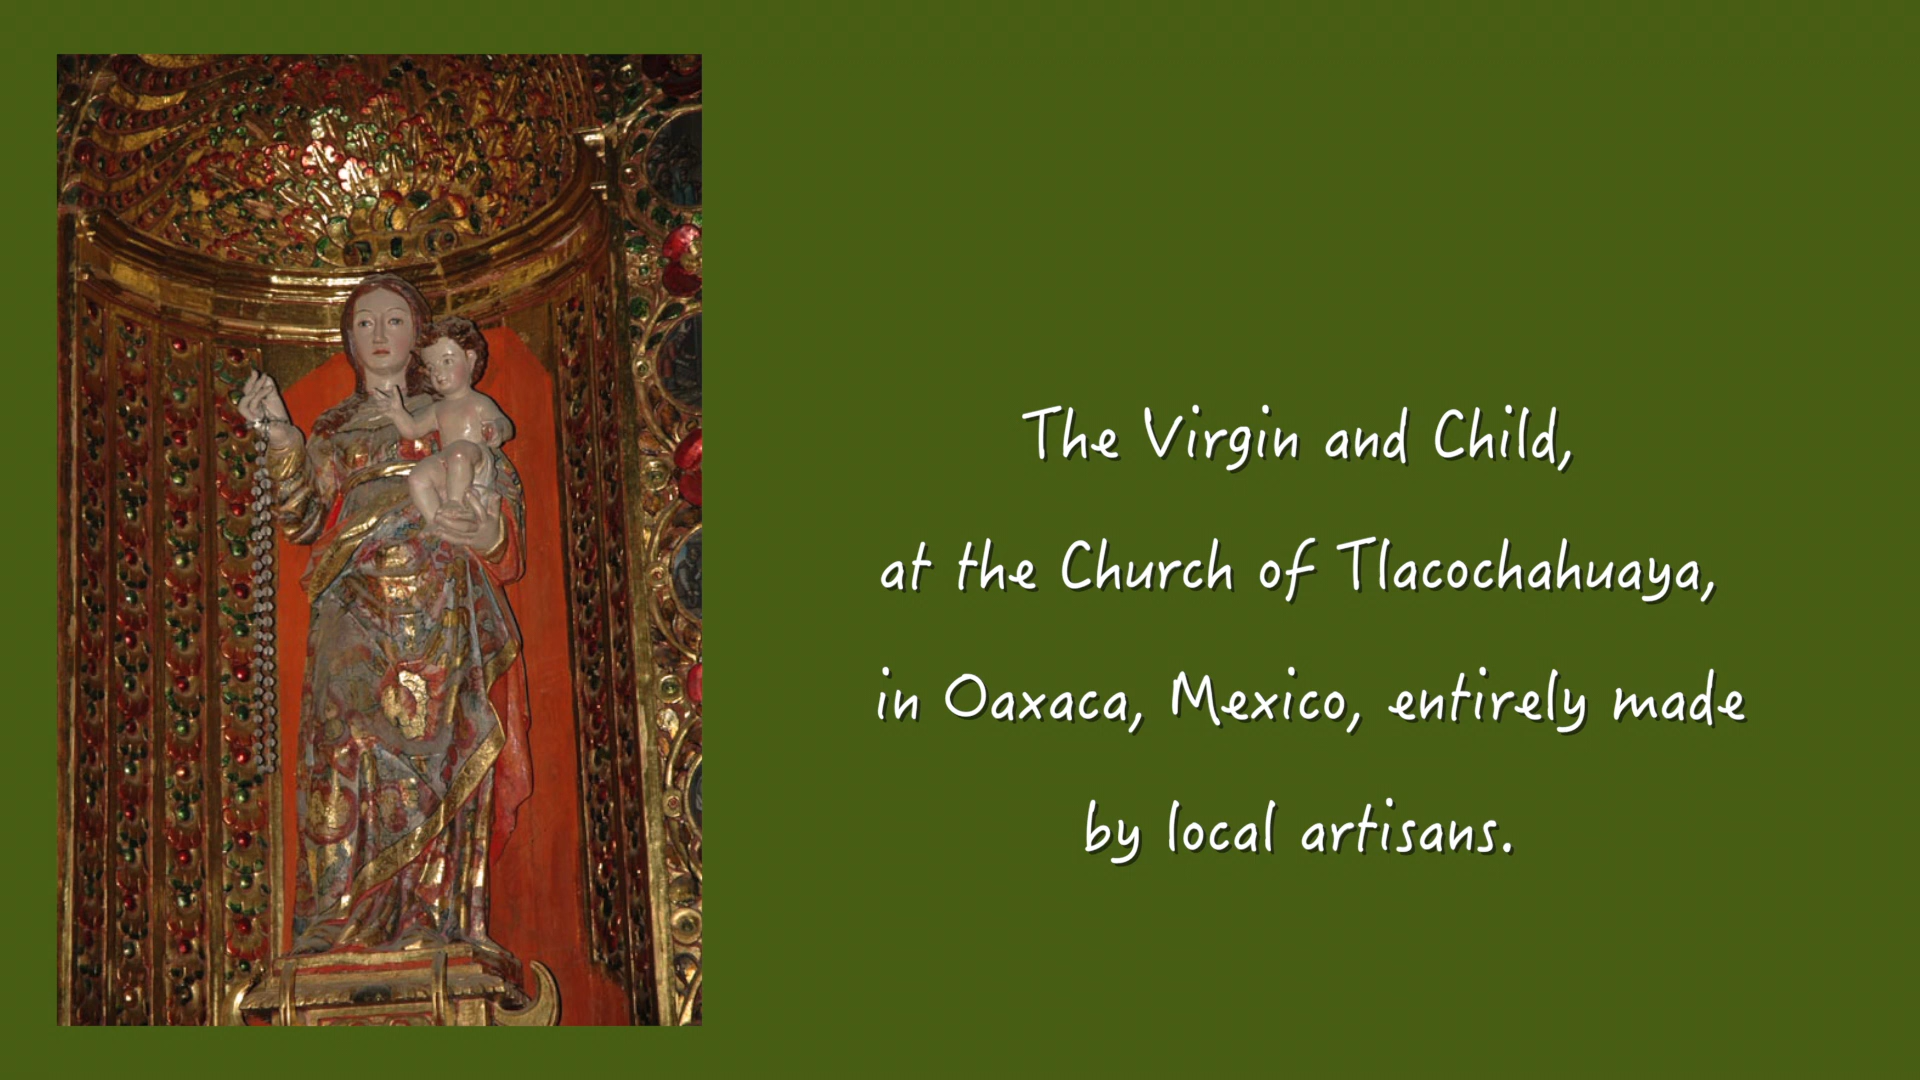 The Virgin and Child,
at the Church of Tlacochahuaya,
in Oaxaca, Mexico, entirely made
by local artisans.